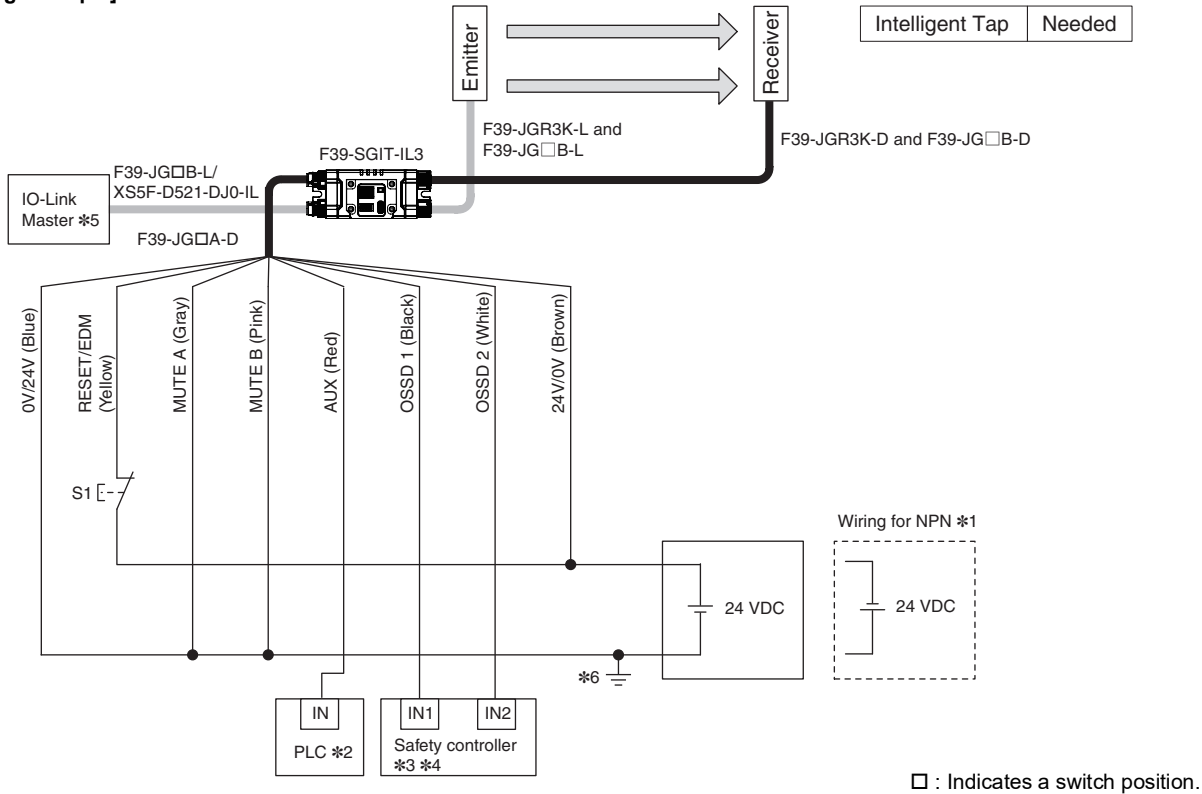 Emitter
Receiver
Intelligent Tap Needed
F39-JGR3K-L and
F39-JG□B-L
F39-JGR3K-D and F39-JG□B-D
F39-SGIT-IL3
F39-JG□B-L/
XS5F-D521-DJ0-IL
IO-Link
Master ✽5
F39-JG□A-D
0V/24V (Blue)
RESET/EDM
(Yellow)
MUTE A (Gray)
MUTE B (Pink)
AUX (Red)
OSSD 1 (Black)
OSSD 2 (White)
24V/0V (Brown)
S1
Wiring for NPN ✽1
24 VDC
24 VDC
✽6
IN
PLC ✽2
IN1
IN2
Safety controller
✽3 ✽4
□ : Indicates a switch position.